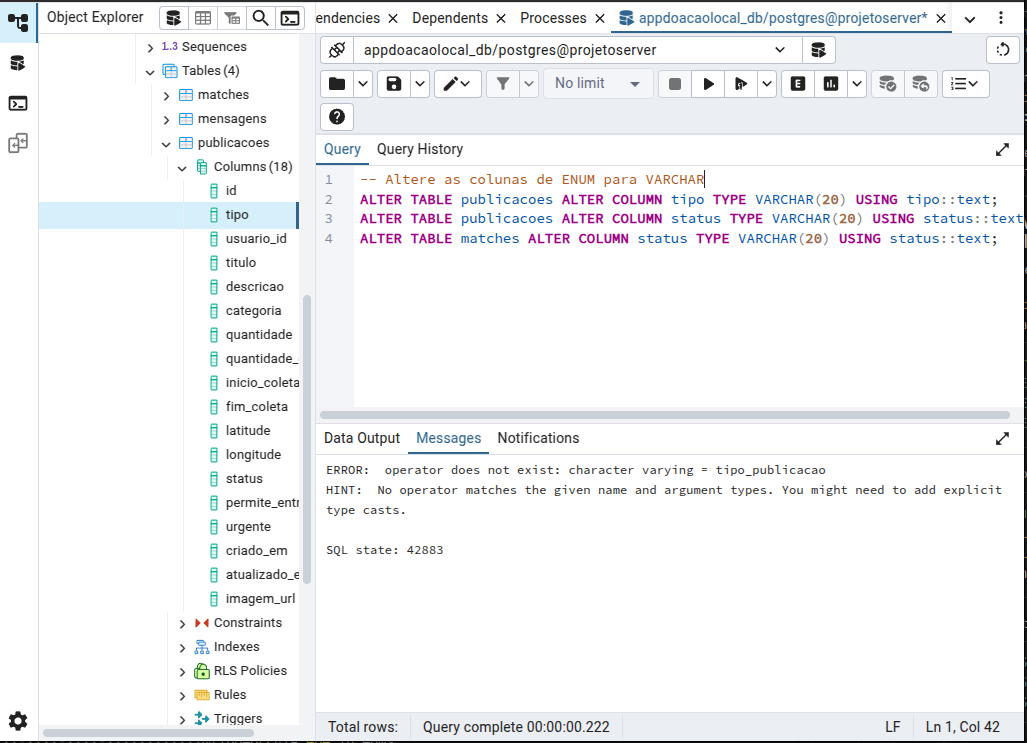 Object Explorer
Sequences
1..3
Tables (4)
matches
mensagens
publicacoes
Columns (18)
id
tipo
usuario_id
titulo
descricao
categoria
quantidade
quantidade_
inicio_coleta
fim_coleta
latitude
longitude
status
permite_entr
urgente
criado_em
atualizado_e
imagem_url
Constraints
Indexes
RLS Policies
Rules
Triggers
endencies
Dependents
Processes
appdoacaolocal_db/postgres@projetoserver*
appdoacaolocal_db/postgres@projetoserver
No limit
E
Query
Query History
1 -- Altere as colunas de ENUM para VARCHAR
2 ALTER TABLE publicacoes ALTER COLUMN tipo TYPE VARCHAR(20) USING tipo::text;
3 ALTER TABLE publicacoes ALTER COLUMN status TYPE VARCHAR(20) USING status::text
4 ALTER TABLE matches ALTER COLUMN status TYPE VARCHAR(20) USING status::text;
Data Output
Messages
Notifications
ERROR:  operator does not exist: character varying = tipo_publicacao
HINT:  No operator matches the given name and argument types. You might need to add explicit
type casts.
SQL state: 42883
Total rows:
Query complete 00:00:00.222
LF
Ln 1, Col 42